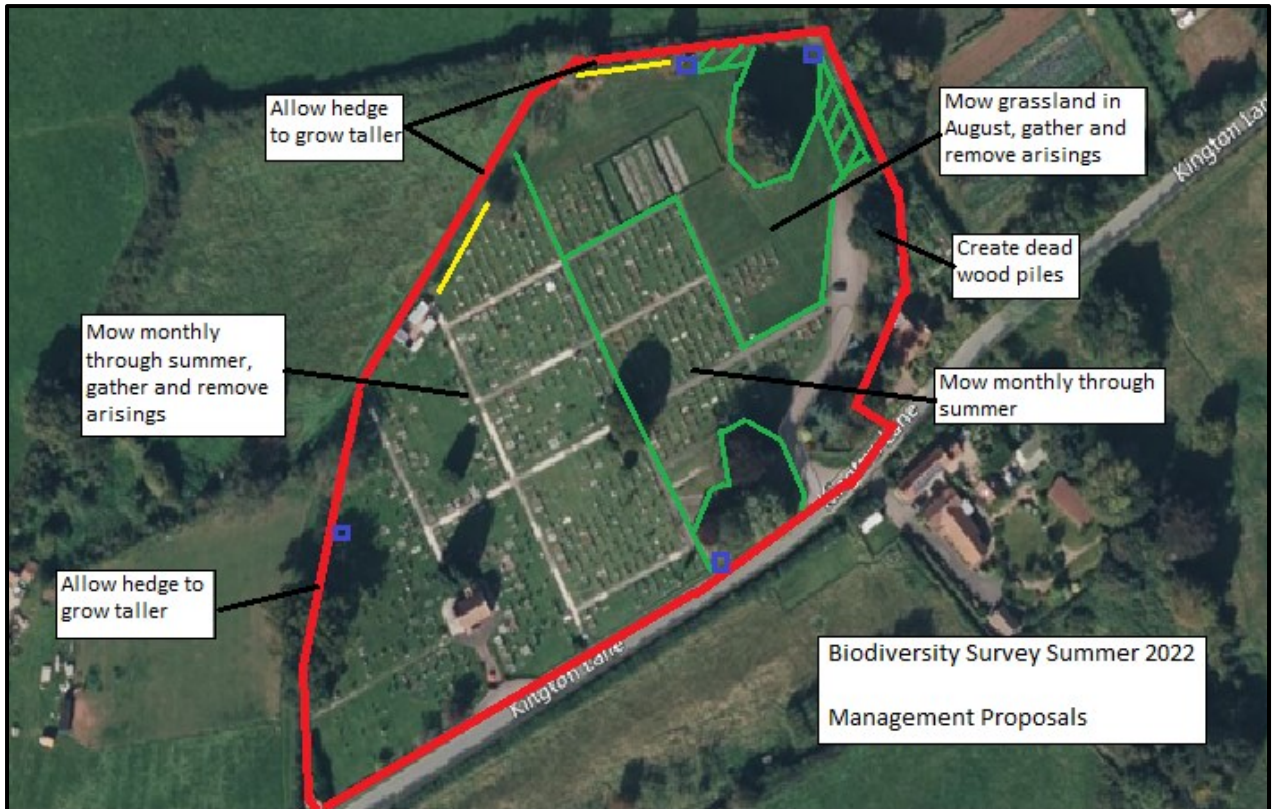 Allow hedge
to grow taller
Mow grassland in
August, gather and
remove arisings
Kington Lane
Create dead
wood piles
Mow monthly
through summer,
gather and remove
arisings
Mow monthly through
summer
Allow hedge to
grow taller
Kington Lane
Biodiversity Survey Summer 2022
Management Proposals